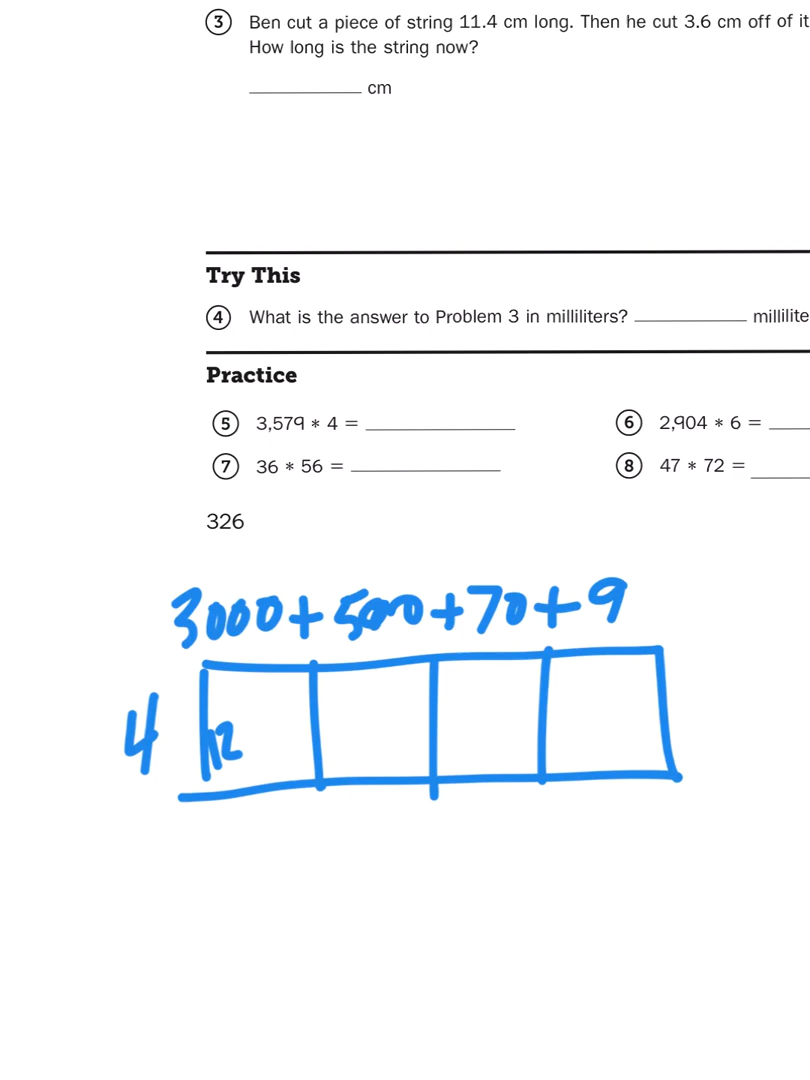 3 Ben cut a piece of string 11.4 cm long. Then he cut 3.6 cm off of it
How long is the string now?
cm
Try This
4 What is the answer to Problem 3 in milliliters? millilite
Practice
5 3,579 * 4 = 6 2,904 * 6 =
7 36 * 56 = 8 47 * 72 =
326
3000+500+70+9
4 12